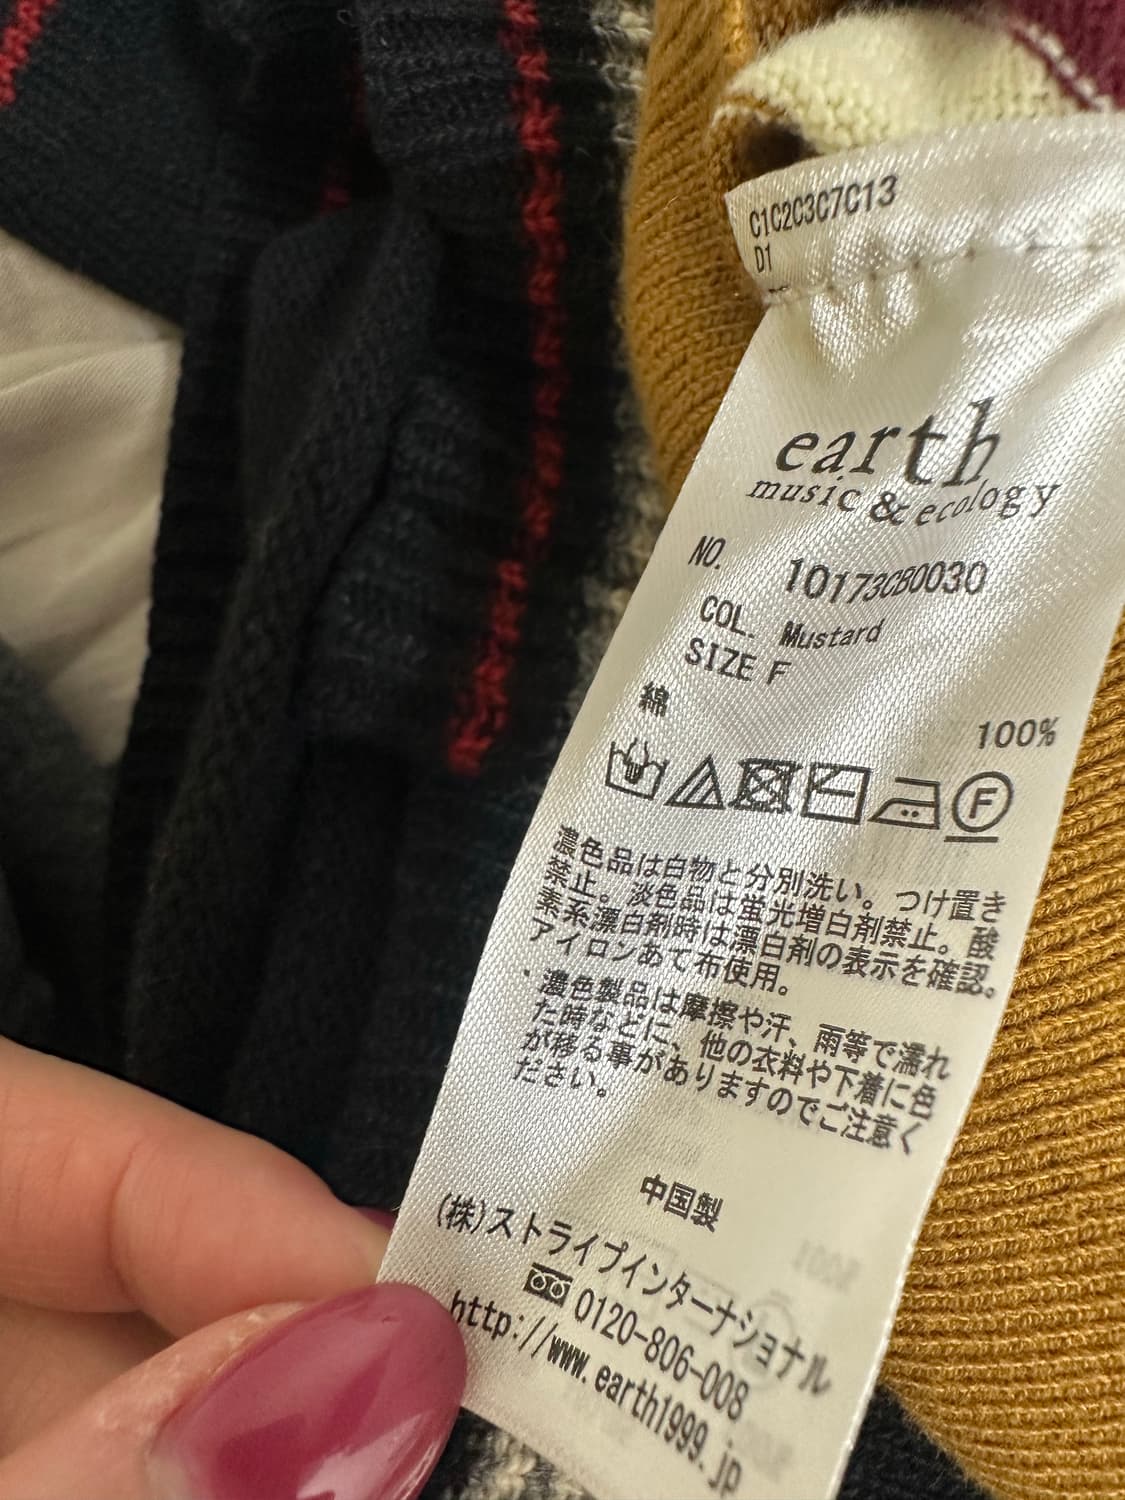 C1C2C3C7C13
D1
earth
music & ecology
NO. 10173CB0030
COL. Mustard
SIZE F
綿 100%
F
濃色品は白物と分別洗い。つけ置き
禁止。淡色品は蛍光増白剤禁止。酸
素系漂白剤時は漂白剤の表示を確認。
アイロンあて布使用。
・濃色製品は摩擦や汗、雨等で濡れ
た時などに、他の衣料や下着に色
が移る事がありますのでご注意く
ださい。
中国製
(株)ストライプインターナショナル
0120-806-008
http://www.earth1999.jp